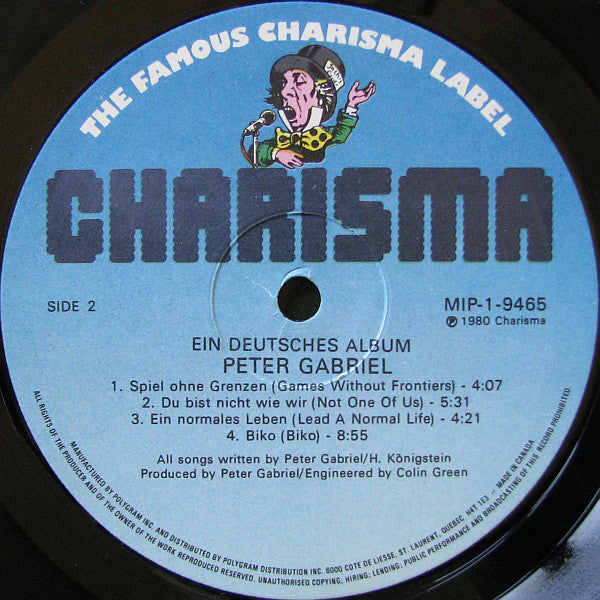 THE FAMOUS CHARISMA LABEL
CHARISMA
SIDE 2
MIP-1-9465
℗ 1980 Charisma
EIN DEUTSCHES ALBUM
PETER GABRIEL
1. Spiel ohne Grenzen (Games Without Frontiers) - 4:07
2. Du bist nicht wie wir (Not One Of Us) - 5:31
3. Ein normales Leben (Lead A Normal Life) - 4:21
4. Biko (Biko) - 8:55
All songs written by Peter Gabriel/H. Königstein
Produced by Peter Gabriel/Engineered by Colin Green
MANUFACTURED BY POLYGRAM INC. AND DISTRIBUTED BY POLYGRAM DISTRIBUTION INC. 6000 COTE DE LIESSE, ST. LAURENT, QUEBEC H4T 1E3 • MADE IN CANADA
ALL RIGHTS OF THE PRODUCER AND OF THE OWNER OF THE WORK REPRODUCED RESERVED. UNAUTHORISED COPYING; HIRING; LENDING; PUBLIC PERFORMANCE AND BROADCASTING OF THIS RECORD PROHIBITED.